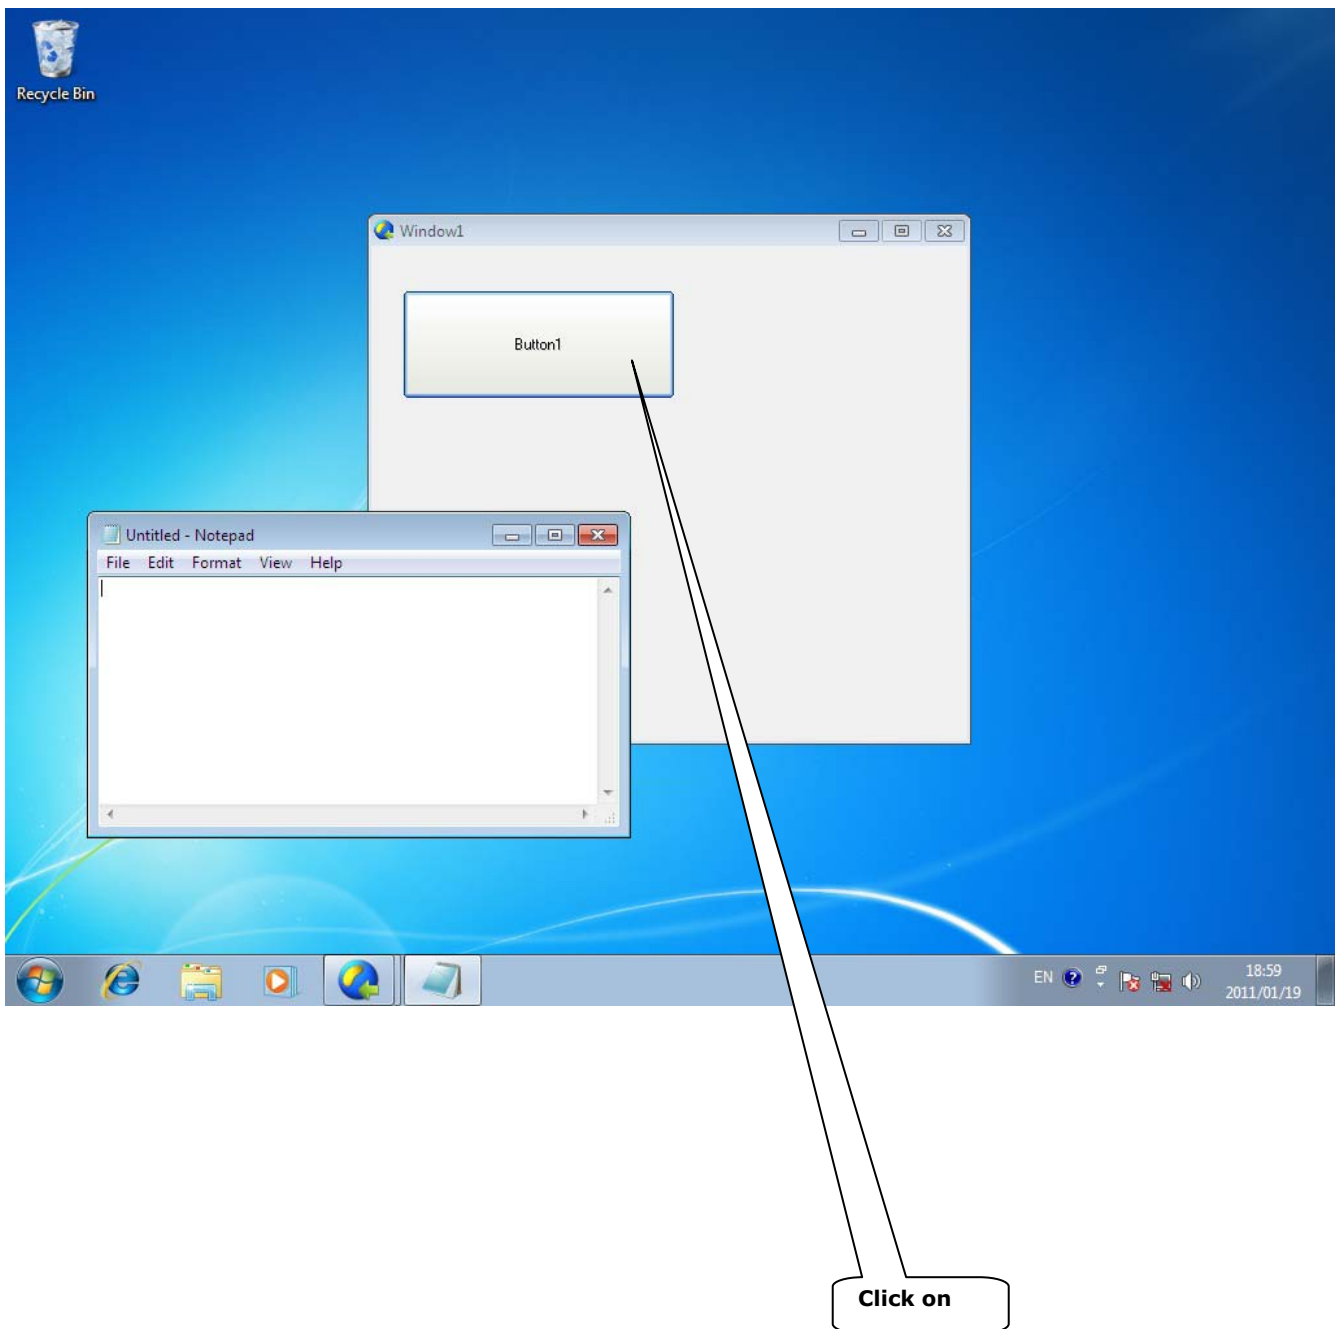 Recycle Bin
Window1
Button1
Untitled - Notepad
File Edit Format View Help
EN
18:59
2011/01/19
Click on